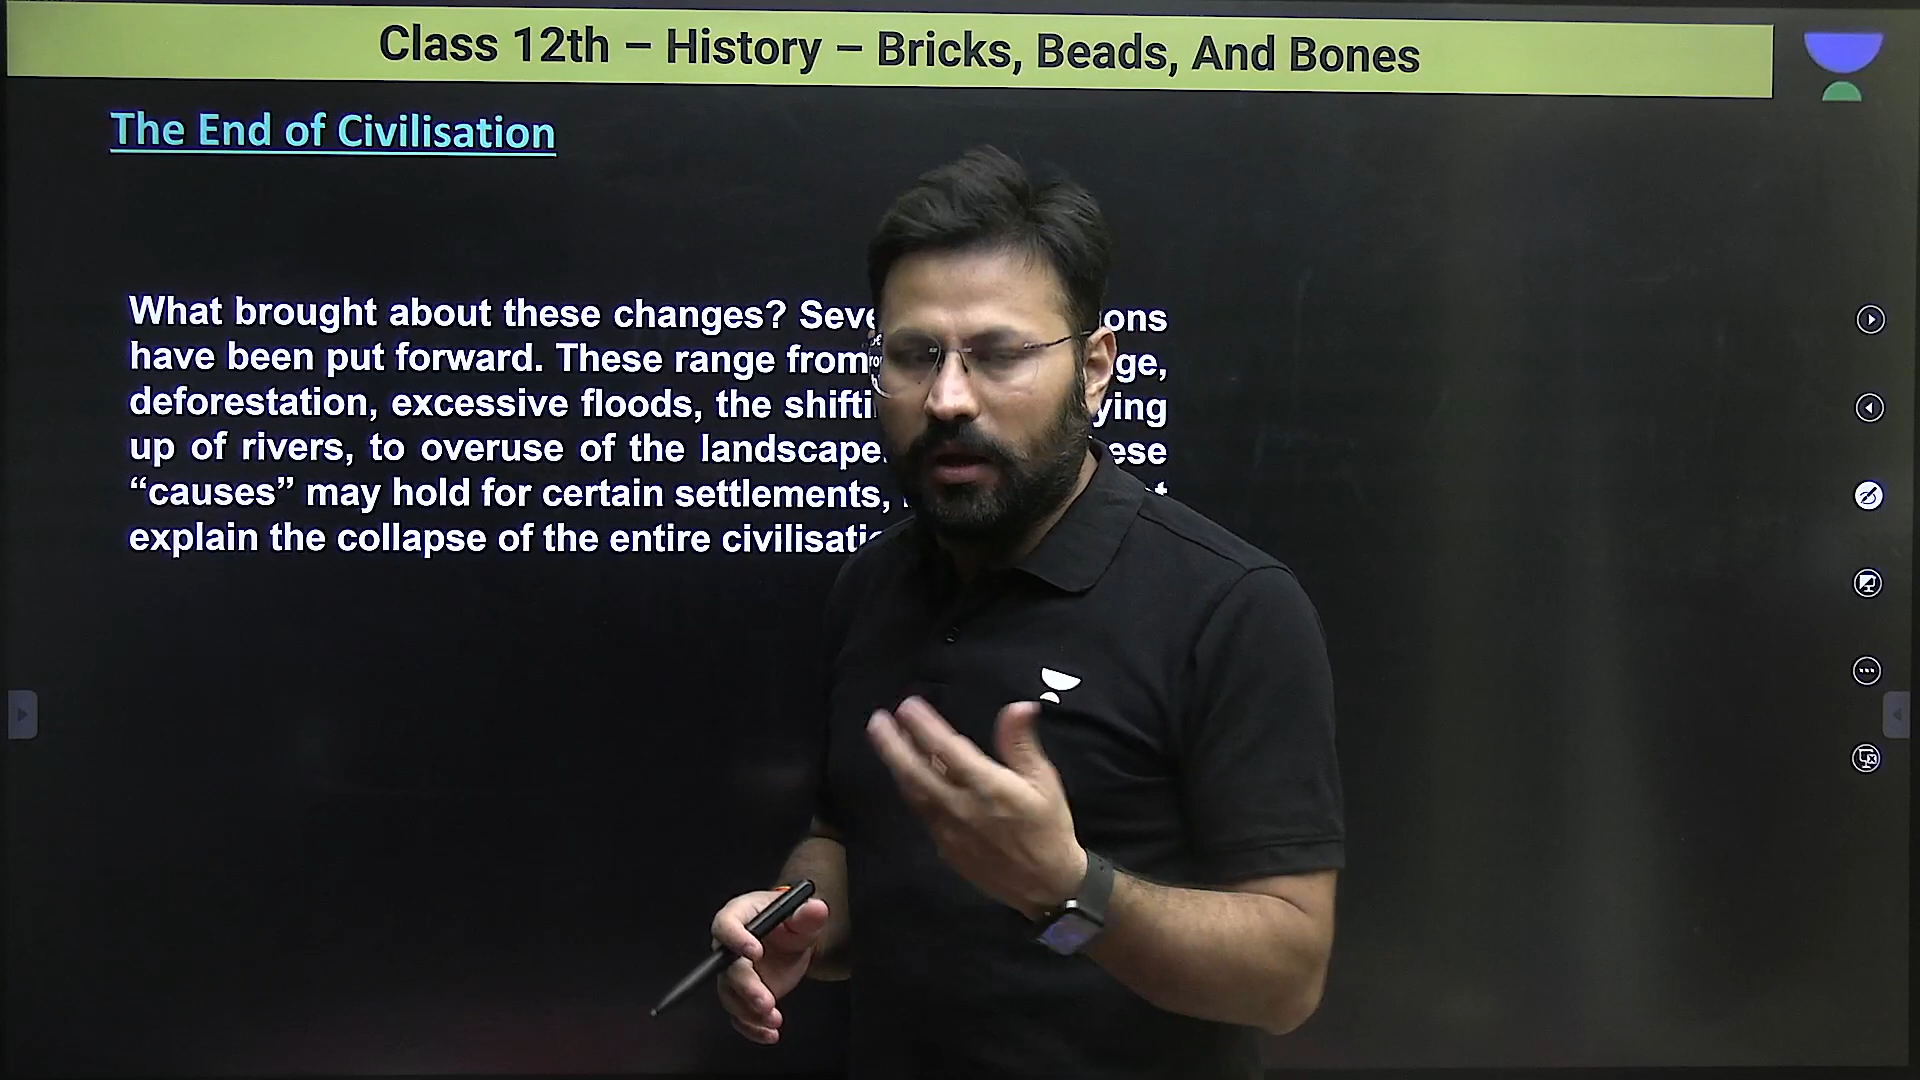 Class 12th – History – Bricks, Beads, And Bones
The End of Civilisation
What brought about these changes? Seve ons
have been put forward. These range from ge,
deforestation, excessive floods, the shifti ying
up of rivers, to overuse of the landscape. ese
“causes” may hold for certain settlements,
explain the collapse of the entire civilisati